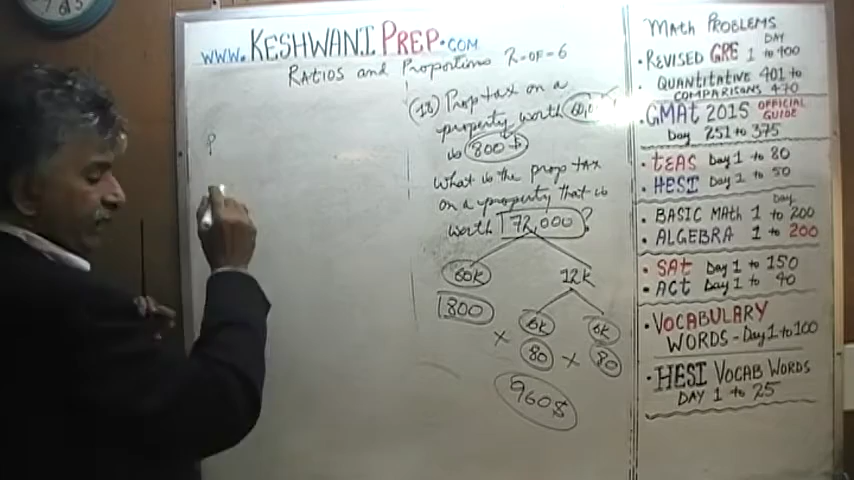 WWW. KESHWANI PREP.COM
RATIOS AND PROPORTIONS 2-OF-6
P
(18) Prop tax on a
property worth 60,000
is 800 $
What is the prop tax
on a property that is
worth 72,000?
60k 12k
800 6k 6k
x 80 x 80
960$
MATH PROBLEMS
DAY
• REVISED GRE 1 to 400
QUANTITATIVE 401 to
COMPARISONS 470
• GMAt 2015 OFFICIAL GUIDE
Day 251 to 375
• tEAS Day 1 to 80
• HESI Day 1 to 50
Day
• BASIC MAth 1 to 200
• ALGEBRA 1 to 200
• SAt Day 1 to 150
• ACt Day 1 to 40
• VOCABULARY
WORDS - Day 1 to 100
• HESI VOCAB WORDS
DAY 1 to 25